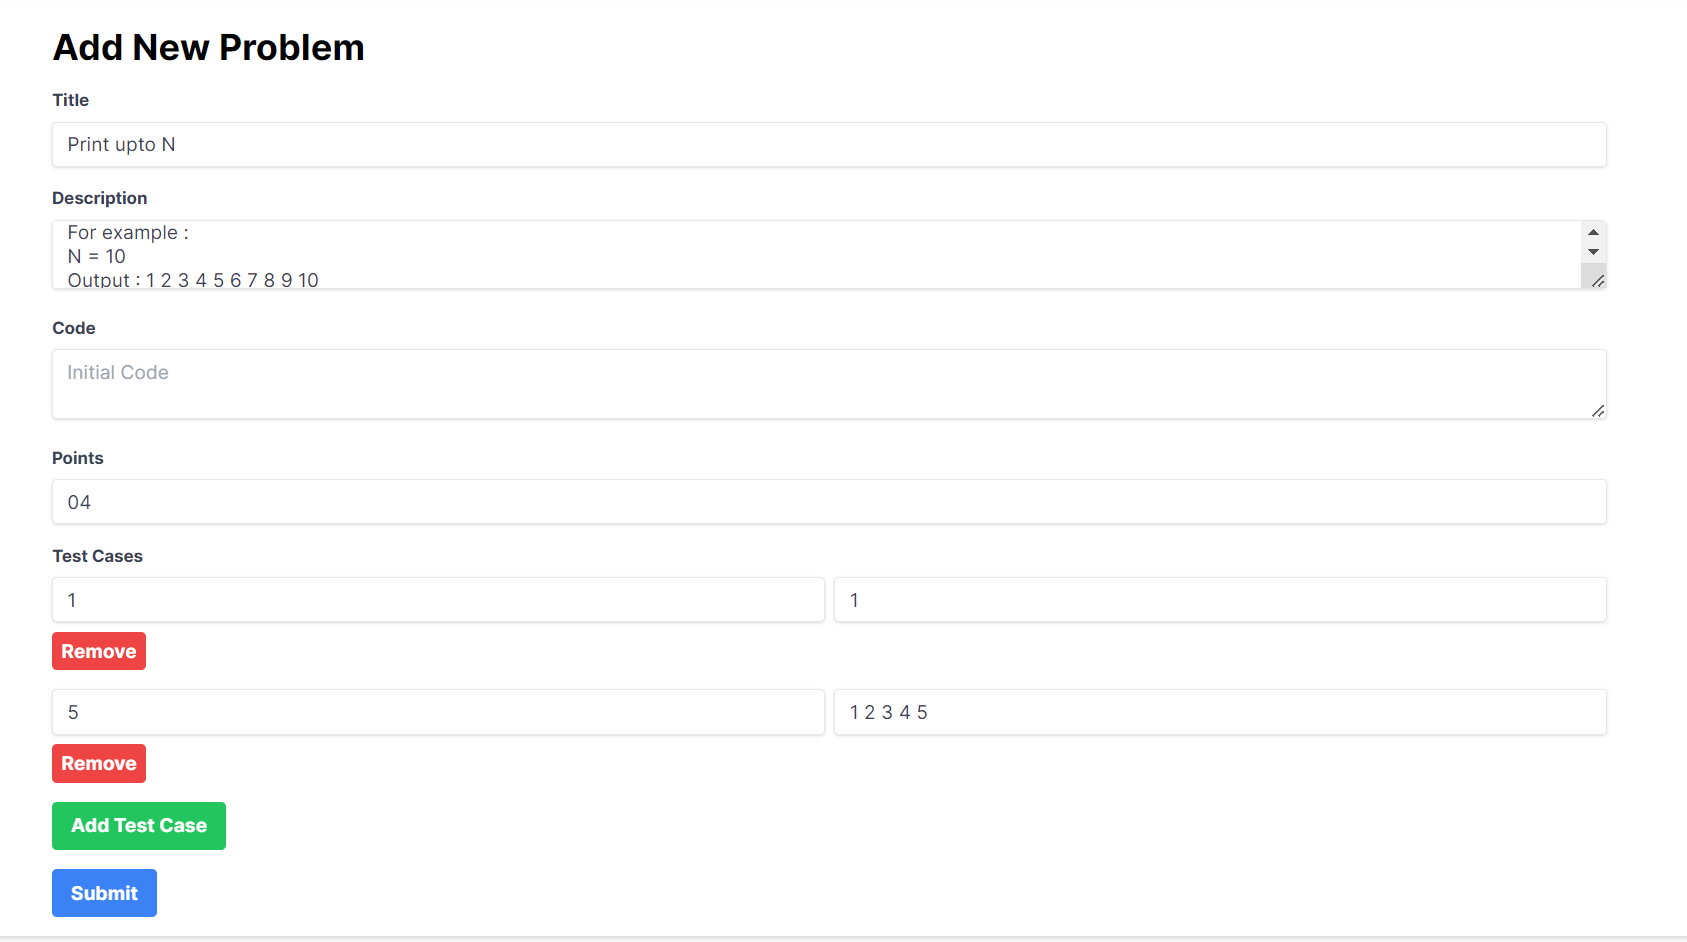 Add New Problem
Title
Print upto N
Description
For example :
N = 10
Output : 1 2 3 4 5 6 7 8 9 10
Code
Initial Code
Points
04
Test Cases
1 1
Remove
5 1 2 3 4 5
Remove
Add Test Case
Submit